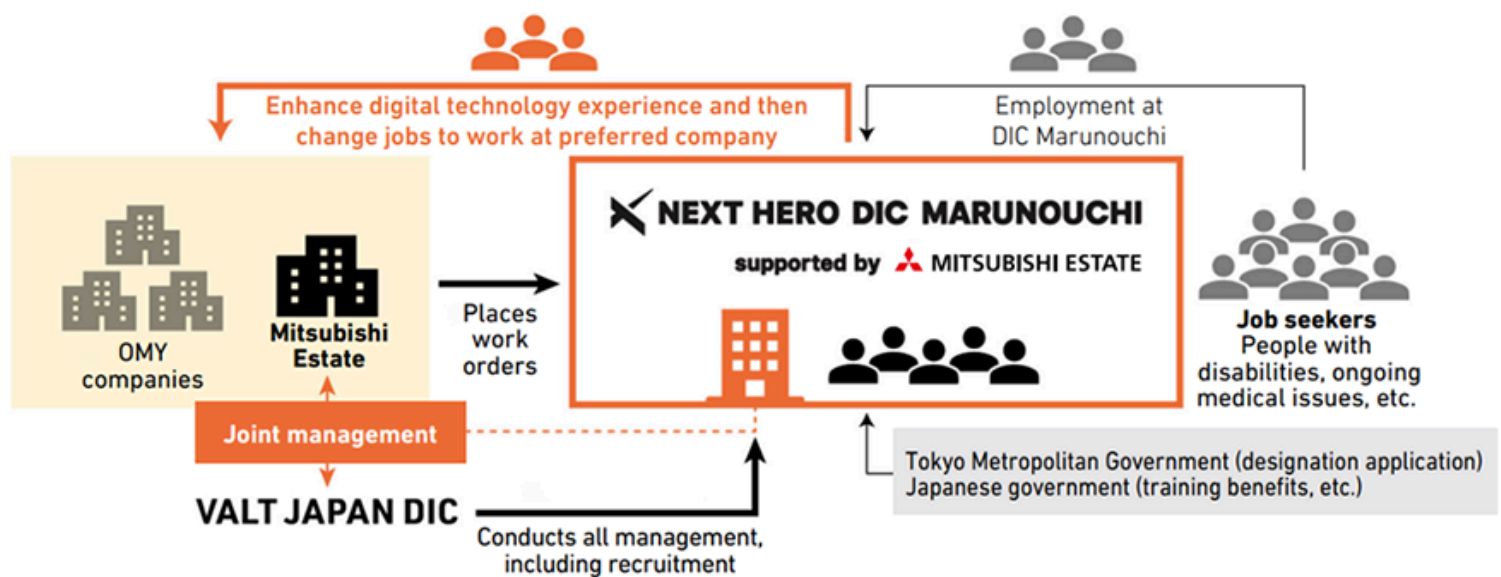 Enhance digital technology experience and then
change jobs to work at preferred company
Employment at
DIC Marunouchi
OMY
companies
Mitsubishi
Estate
Places
work
orders
NEXT HERO DIC MARUNOUCHI
supported by MITSUBISHI ESTATE
Job seekers
People with
disabilities, ongoing
medical issues, etc.
Joint management
VALT JAPAN DIC
Conducts all management,
including recruitment
Tokyo Metropolitan Government (designation application)
Japanese government (training benefits, etc.)